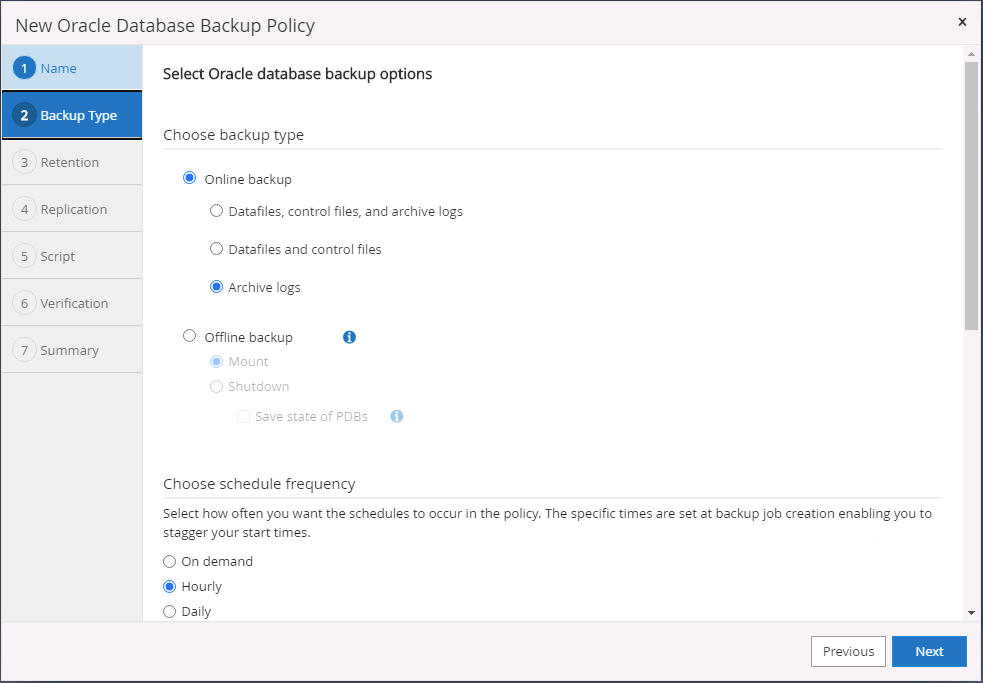 New Oracle Database Backup Policy
×
1 Name
2 Backup Type
3 Retention
4 Replication
5 Script
6 Verification
7 Summary
Select Oracle database backup options
Choose backup type
Online backup
Datafiles, control files, and archive logs
Datafiles and control files
Archive logs
Offline backup i
Mount
Shutdown
Save state of PDBs i
Choose schedule frequency
Select how often you want the schedules to occur in the policy. The specific times are set at backup job creation enabling you to
stagger your start times.
On demand
Hourly
Daily
Previous Next